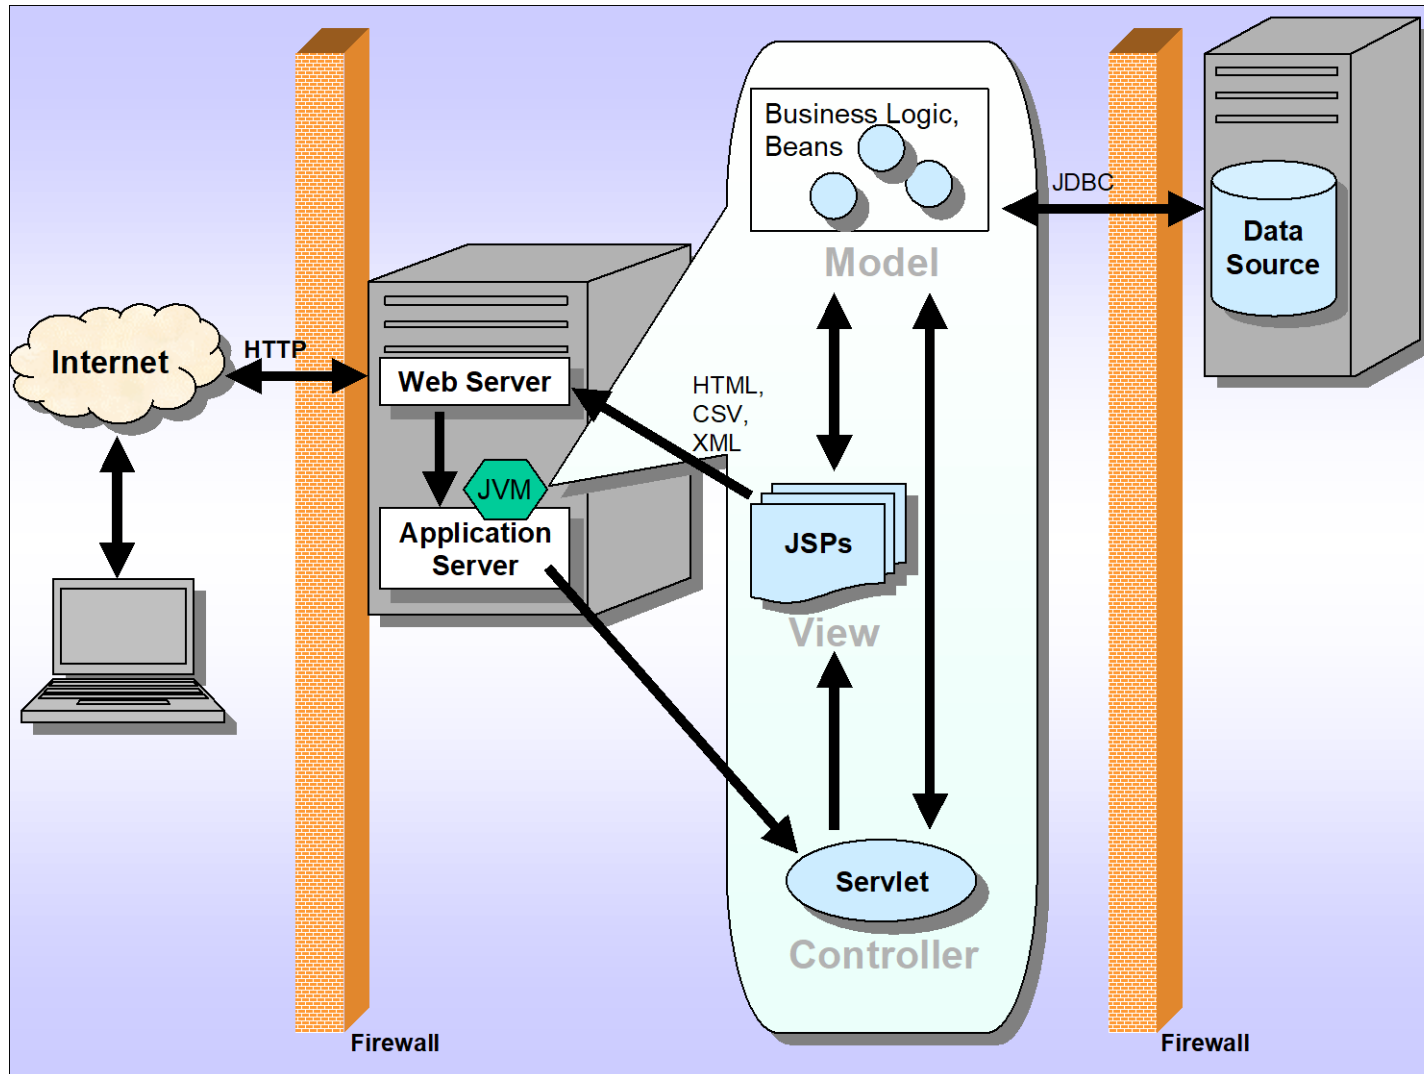 Business Logic,
Beans
JDBC
Data
Source
Model
HTTP
Internet
Web Server
HTML,
CSV,
XML
JVM
Application
Server
JSPs
View
Servlet
Controller
Firewall
Firewall